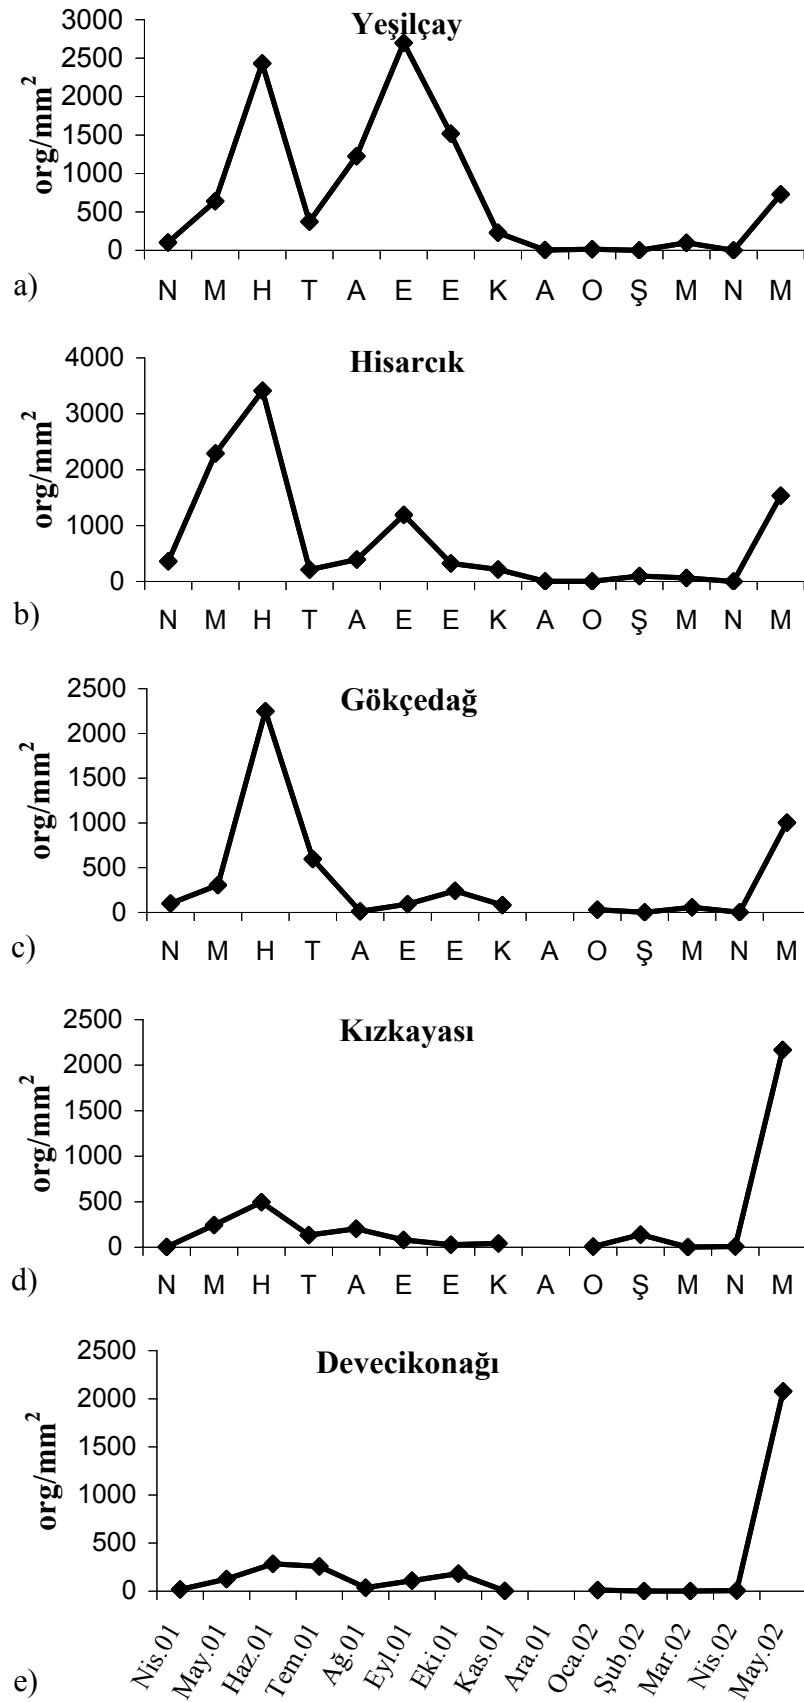 Yeşilçay
org/mm²
3000
2500
2000
1500
1000
500
0
N M H T A E E K A O Ş M N M
a)
Hisarcık
org/mm²
4000
3000
2000
1000
0
N M H T A E E K A O Ş M N M
b)
Gökçedağ
org/mm²
2500
2000
1500
1000
500
0
N M H T A E E K A O Ş M N M
c)
Kızkayası
org/mm²
2500
2000
1500
1000
500
0
N M H T A E E K A O Ş M N M
d)
Devecikonağı
org/mm²
2500
2000
1500
1000
500
0
Nis.01 May.01 Haz.01 Tem.01 Ağ.01 Eyl.01 Eki.01 Kas.01 Ara.01 Oca.02 Şub.02 Mar.02 Nis.02 May.02
e)